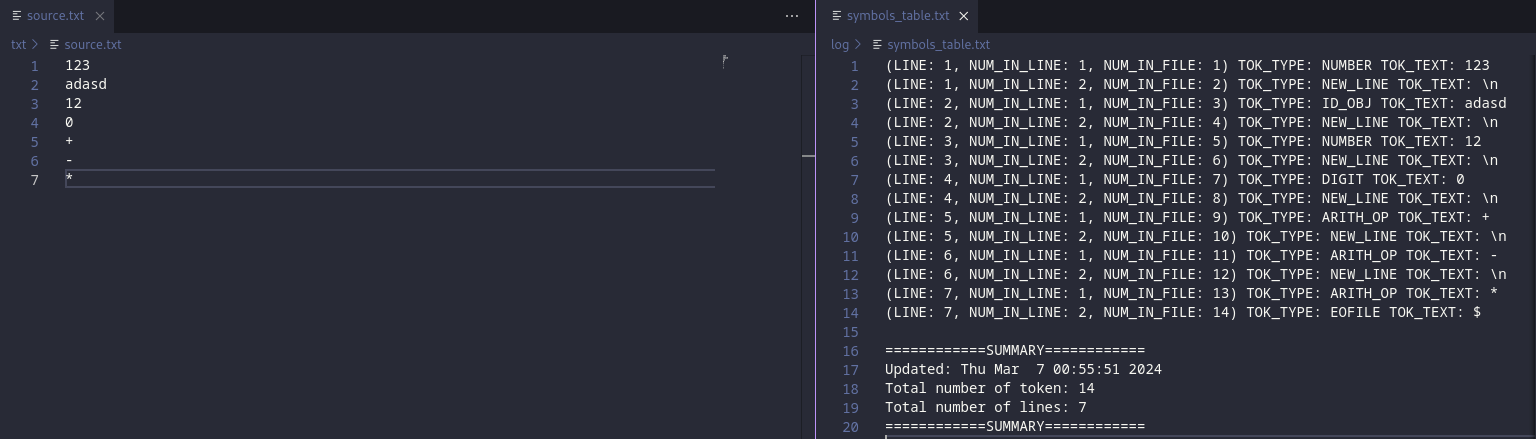 source.txt
txt > source.txt
1 123
2 adasd
3 12
4 0
5 +
6 -
7 *
symbols_table.txt
log > symbols_table.txt
1 (LINE: 1, NUM_IN_LINE: 1, NUM_IN_FILE: 1) TOK_TYPE: NUMBER TOK_TEXT: 123
2 (LINE: 1, NUM_IN_LINE: 2, NUM_IN_FILE: 2) TOK_TYPE: NEW_LINE TOK_TEXT: \n
3 (LINE: 2, NUM_IN_LINE: 1, NUM_IN_FILE: 3) TOK_TYPE: ID_OBJ TOK_TEXT: adasd
4 (LINE: 2, NUM_IN_LINE: 2, NUM_IN_FILE: 4) TOK_TYPE: NEW_LINE TOK_TEXT: \n
5 (LINE: 3, NUM_IN_LINE: 1, NUM_IN_FILE: 5) TOK_TYPE: NUMBER TOK_TEXT: 12
6 (LINE: 3, NUM_IN_LINE: 2, NUM_IN_FILE: 6) TOK_TYPE: NEW_LINE TOK_TEXT: \n
7 (LINE: 4, NUM_IN_LINE: 1, NUM_IN_FILE: 7) TOK_TYPE: DIGIT TOK_TEXT: 0
8 (LINE: 4, NUM_IN_LINE: 2, NUM_IN_FILE: 8) TOK_TYPE: NEW_LINE TOK_TEXT: \n
9 (LINE: 5, NUM_IN_LINE: 1, NUM_IN_FILE: 9) TOK_TYPE: ARITH_OP TOK_TEXT: +
10 (LINE: 5, NUM_IN_LINE: 2, NUM_IN_FILE: 10) TOK_TYPE: NEW_LINE TOK_TEXT: \n
11 (LINE: 6, NUM_IN_LINE: 1, NUM_IN_FILE: 11) TOK_TYPE: ARITH_OP TOK_TEXT: -
12 (LINE: 6, NUM_IN_LINE: 2, NUM_IN_FILE: 12) TOK_TYPE: NEW_LINE TOK_TEXT: \n
13 (LINE: 7, NUM_IN_LINE: 1, NUM_IN_FILE: 13) TOK_TYPE: ARITH_OP TOK_TEXT: *
14 (LINE: 7, NUM_IN_LINE: 2, NUM_IN_FILE: 14) TOK_TYPE: EOFILE TOK_TEXT: $
15
16 ============SUMMARY============
17 Updated: Thu Mar  7 00:55:51 2024
18 Total number of token: 14
19 Total number of lines: 7
20 ============SUMMARY============